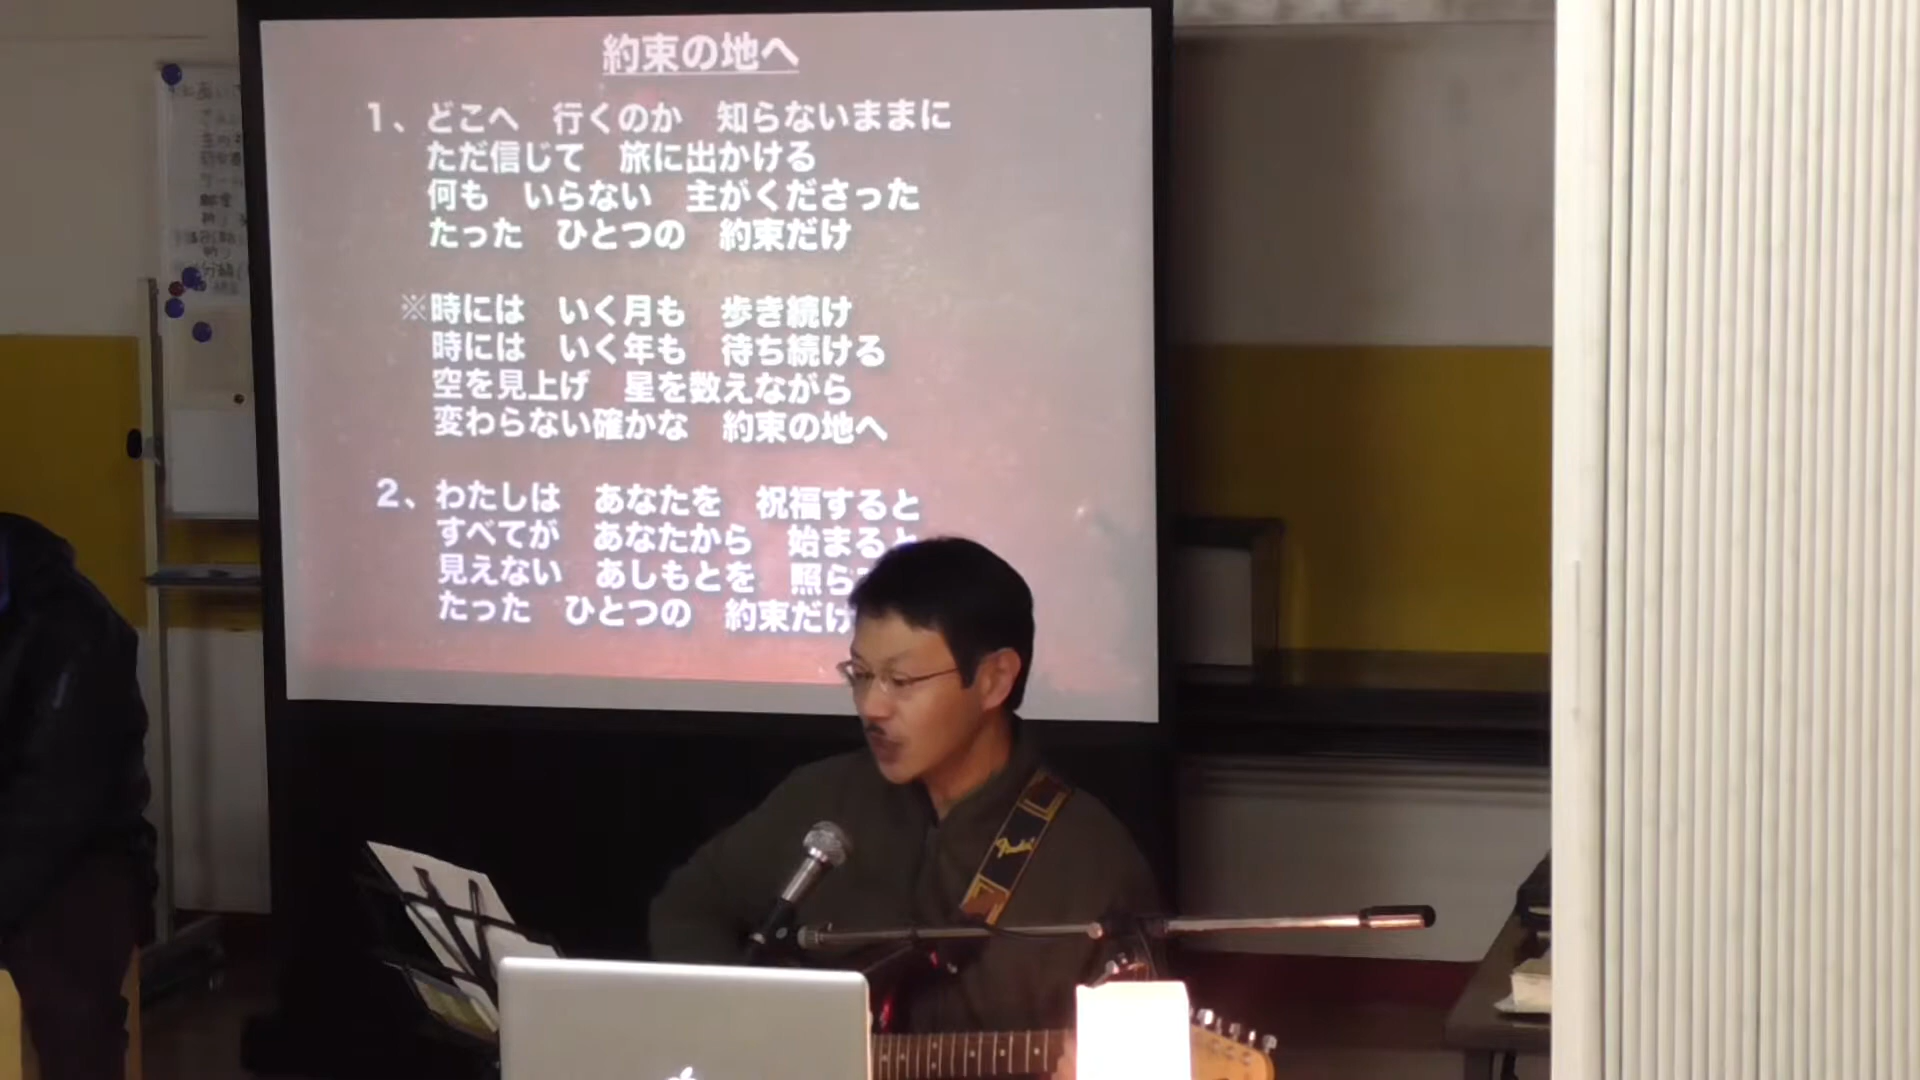 約束の地へ
1、どこへ　行くのか　知らないままに
ただ信じて　旅に出かける
何も　いらない　主がくださった
たった　ひとつの　約束だけ
※時には　いく月も　歩き続け
時には　いく年も　待ち続ける
空を見上げ　星を数えながら
変わらない確かな　約束の地へ
2、わたしは　あなたを　祝福すると
すべてが　あなたから　始まると
見えない　あしもとを　照ら
たった　ひとつの　約束だけ
Fender